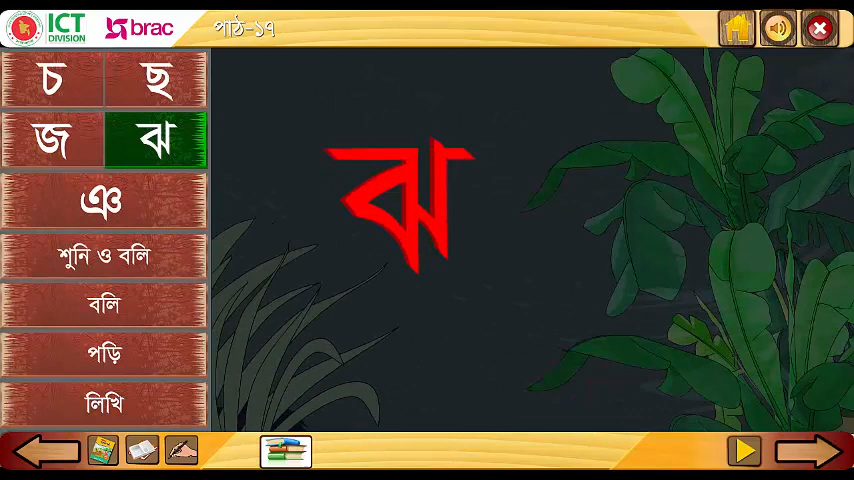 ICT
DIVISION
brac
পাঠ-১৭
চ ছ
জ ঝ
ঞ
শুনি ও বলি
বলি
পড়ি
লিখি
ঝ